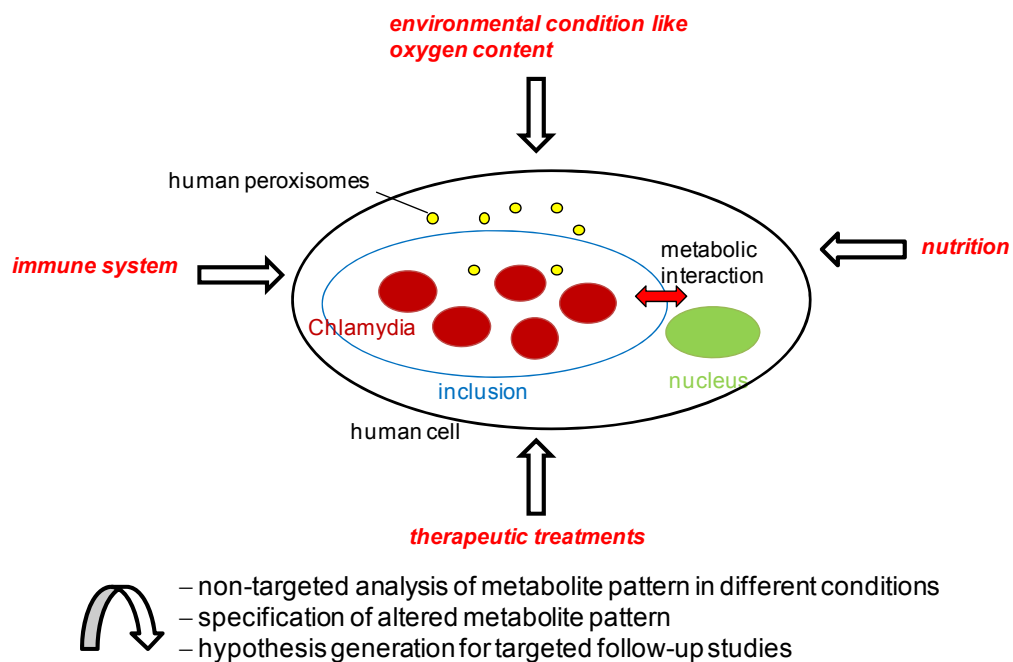 environmental condition like
oxygen content
human peroxisomes
immune system
metabolic
interaction
nutrition
Chlamydia
inclusion
nucleus
human cell
therapeutic treatments
– non-targeted analysis of metabolite pattern in different conditions
– specification of altered metabolite pattern
– hypothesis generation for targeted follow-up studies